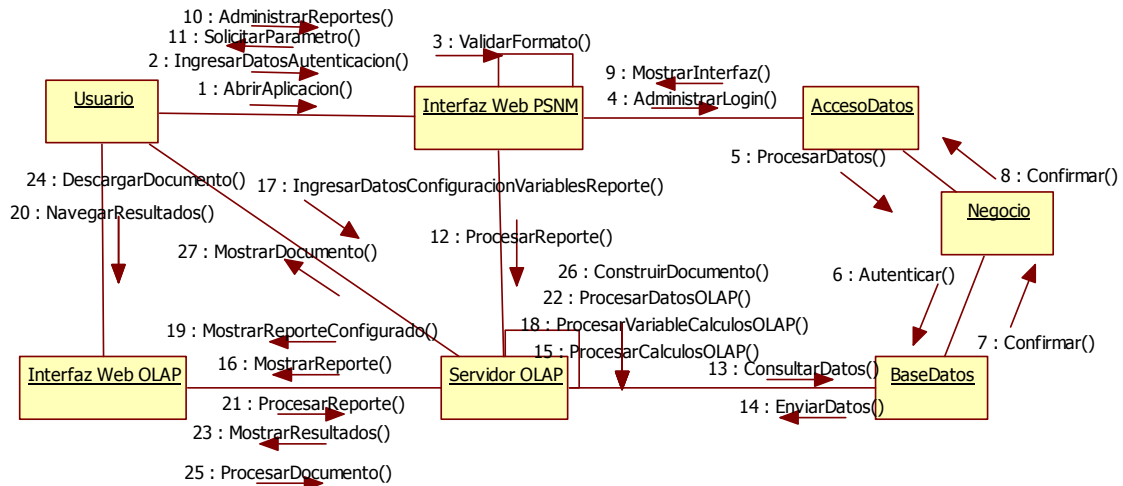 10 : AdministrarReportes()
11 : SolicitarParametro()
2 : IngresarDatosAutenticacion()
1 : AbrirAplicacion()
3 : ValidarFormato()
9 : MostrarInterfaz()
4 : AdministrarLogin()
Usuario
Interfaz Web PSNM
AccesoDatos
5 : ProcesarDatos()
8 : Confirmar()
24 : DescargarDocumento()
17 : IngresarDatosConfiguracionVariablesReporte()
20 : NavegarResultados()
Negocio
12 : ProcesarReporte()
27 : MostrarDocumento()
26 : ConstruirDocumento()
6 : Autenticar()
22 : ProcesarDatosOLAP()
19 : MostrarReporteConfigurado()
18 : ProcesarVariableCalculosOLAP()
7 : Confirmar()
15 : ProcesarCalculosOLAP()
16 : MostrarReporte()
13 : ConsultarDatos()
Interfaz Web OLAP
Servidor OLAP
BaseDatos
21 : ProcesarReporte()
14 : EnviarDatos()
23 : MostrarResultados()
25 : ProcesarDocumento()